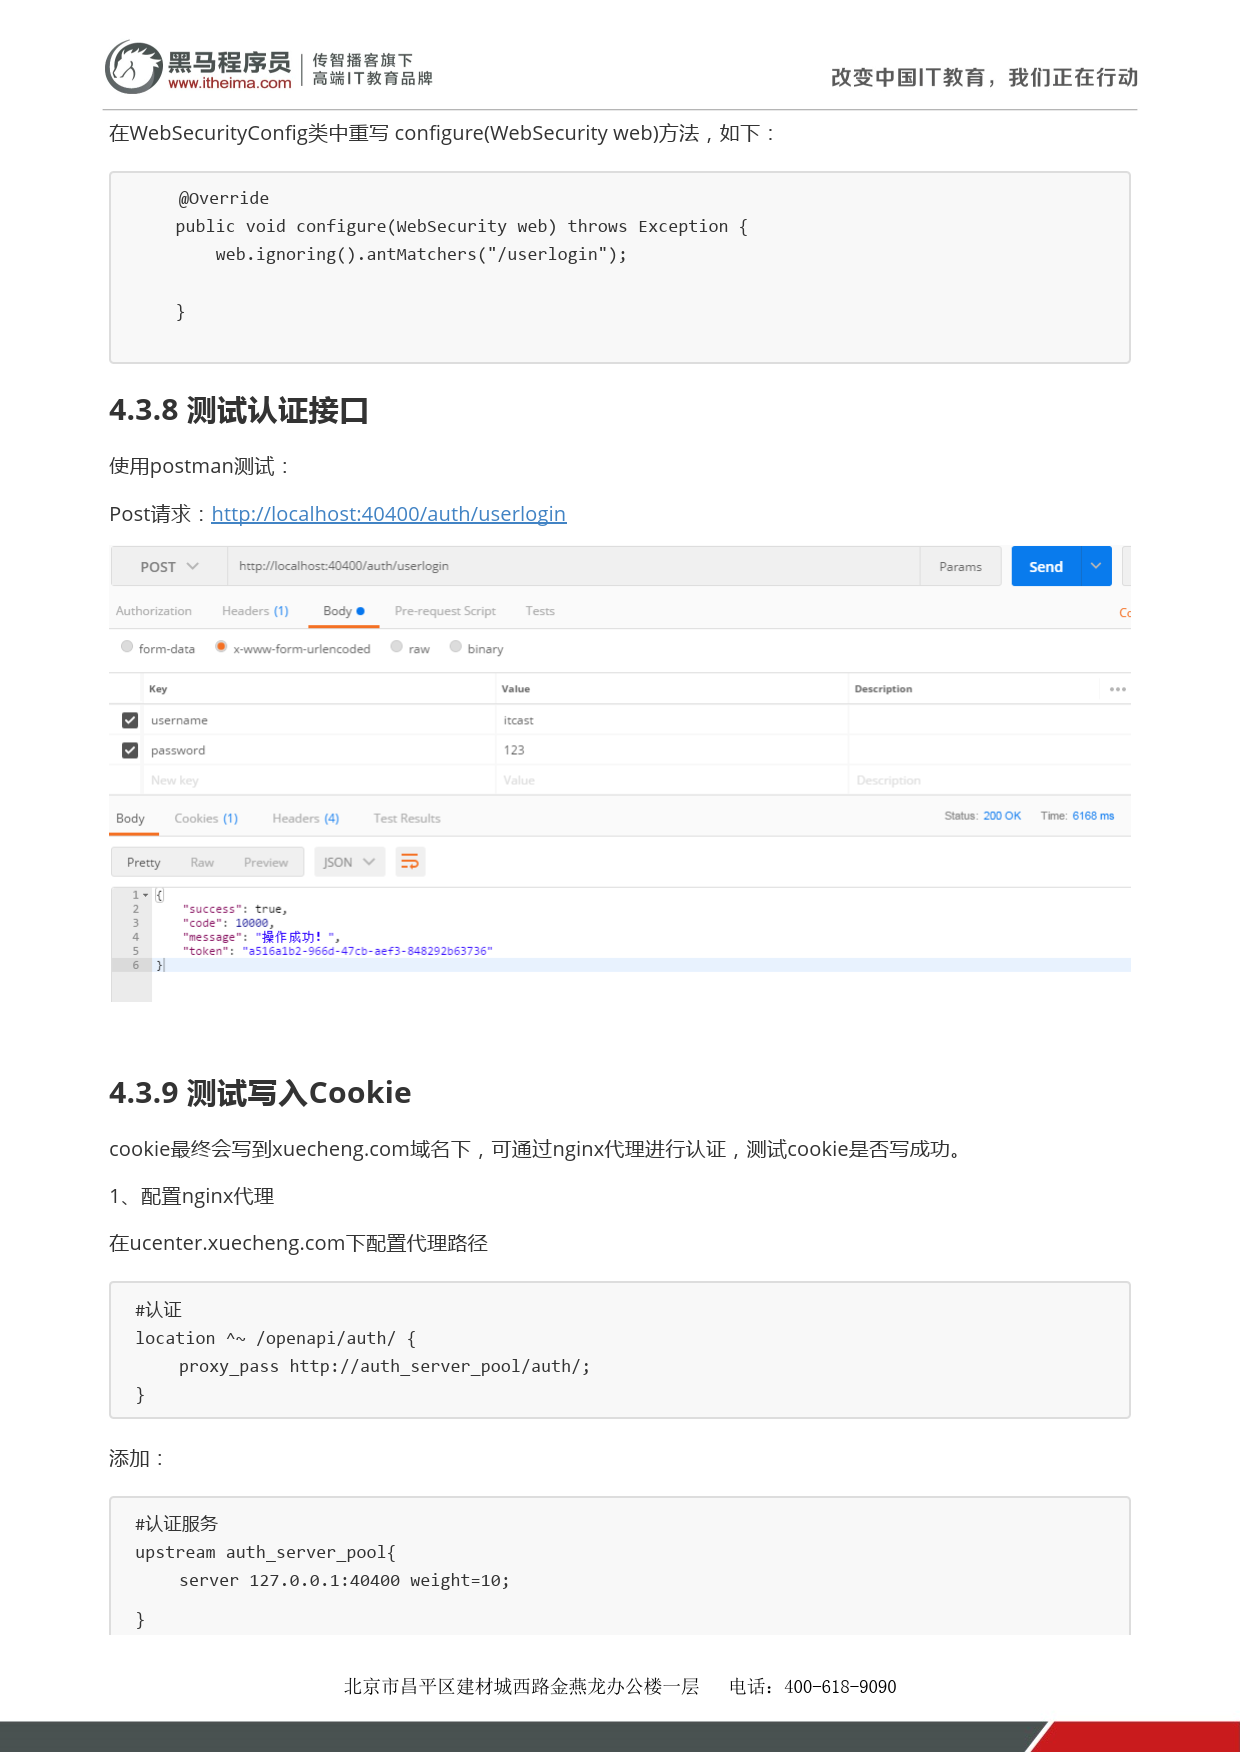 黑马程序员
www.itheima.com
传智播客旗下
高端IT教育品牌
改变中国IT教育，我们正在行动
在WebSecurityConfig类中重写 configure(WebSecurity web)方法，如下：
@Override
public void configure(WebSecurity web) throws Exception {
web.ignoring().antMatchers("/userlogin");
}
4.3.8 测试认证接口
使用postman测试：
Post请求：http://localhost:40400/auth/userlogin
POST http://localhost:40400/auth/userlogin Params Send
Authorization Headers (1) Body Pre-request Script Tests Co
form-data x-www-form-urlencoded raw binary
Key Value Description •••
username itcast
password 123
New key Value Description
Body Cookies (1) Headers (4) Test Results Status: 200 OK Time: 6168 ms
Pretty Raw Preview JSON
1 {
2 "success": true,
3 "code": 10000,
4 "message": "操作成功！",
5 "token": "a516a1b2-966d-47cb-aef3-848292b63736"
6 }
4.3.9 测试写入Cookie
cookie最终会写到xuecheng.com域名下，可通过nginx代理进行认证，测试cookie是否写成功。
1、配置nginx代理
在ucenter.xuecheng.com下配置代理路径
#认证
location ^~ /openapi/auth/ {
proxy_pass http://auth_server_pool/auth/;
}
添加：
#认证服务
upstream auth_server_pool{
server 127.0.0.1:40400 weight=10;
}
北京市昌平区建材城西路金燕龙办公楼一层 电话：400-618-9090